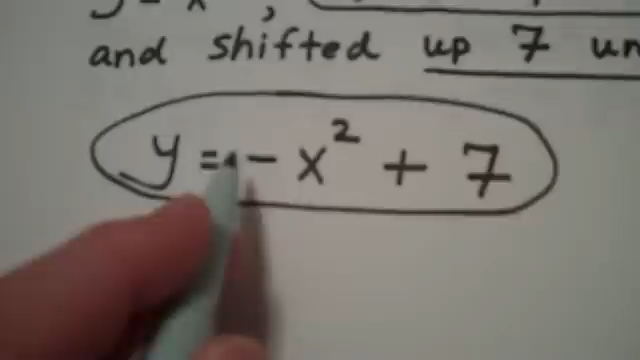 y = x ,
and shifted up 7 un
y = - x² + 7